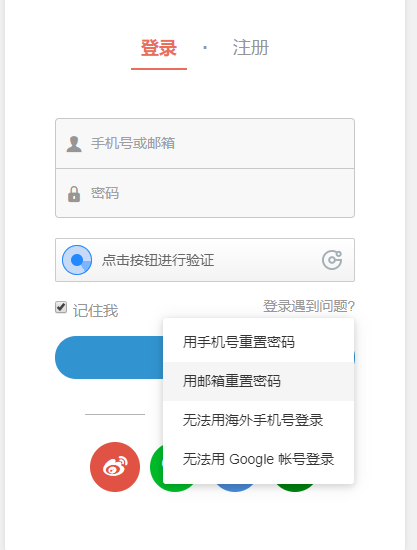 登录 · 注册
手机号或邮箱
密码
点击按钮进行验证
记住我 登录遇到问题?
用手机号重置密码
用邮箱重置密码
无法用海外手机号登录
无法用 Google 帐号登录